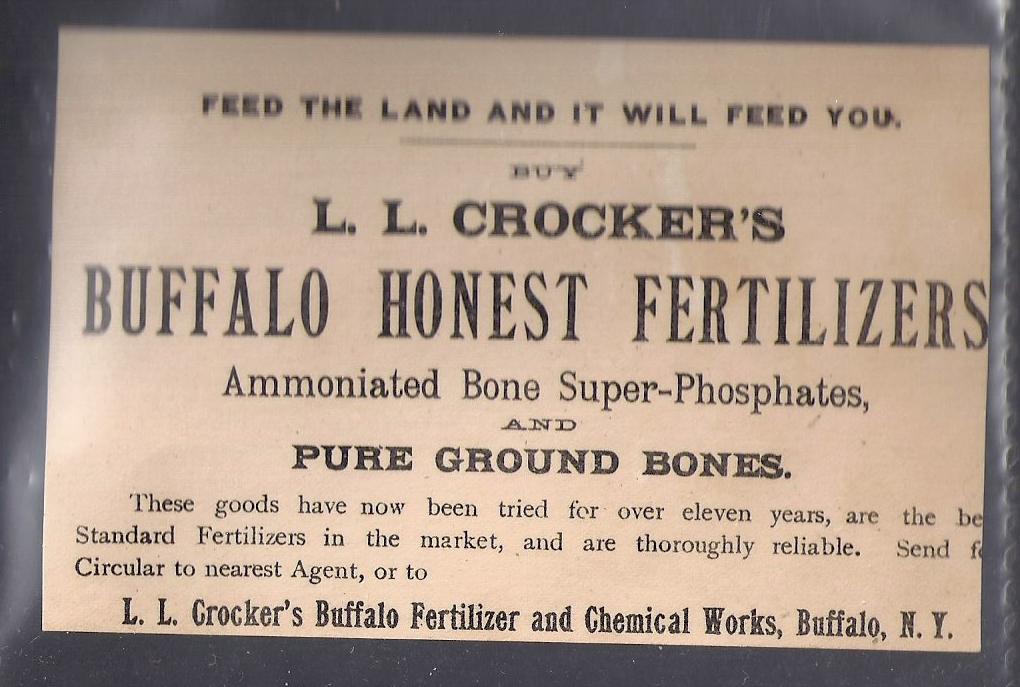 FEED THE LAND AND IT WILL FEED YOU.
BUY
L. L. CROCKER'S
BUFFALO HONEST FERTILIZERS
Ammoniated Bone Super-Phosphates,
AND
PURE GROUND BONES.
These goods have now been tried for over eleven years, are the be
Standard Fertilizers in the market, and are thoroughly reliable. Send f
Circular to nearest Agent, or to
L. L. Crocker's Buffalo Fertilizer and Chemical Works, Buffalo, N. Y.